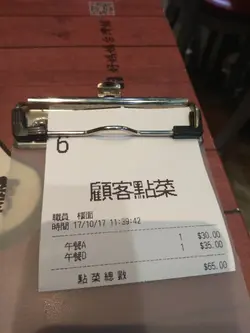 6
顧客點菜
職員 樓面
時間 17/10/17 11:39:42
午餐A 1 $30.00
午餐D 1 $35.00
點菜總數 $65.00